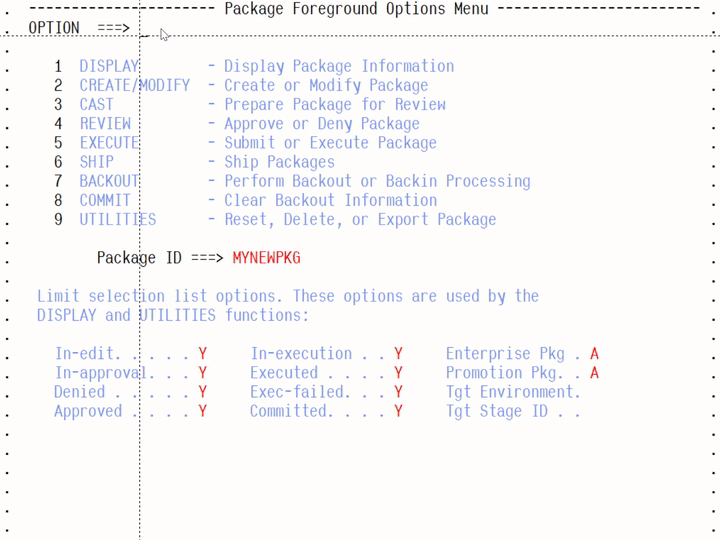 ---------------------- Package Foreground Options Menu ------------------------
OPTION ===> _
1 DISPLAY - Display Package Information
2 CREATE/MODIFY - Create or Modify Package
3 CAST - Prepare Package for Review
4 REVIEW - Approve or Deny Package
5 EXECUTE - Submit or Execute Package
6 SHIP - Ship Packages
7 BACKOUT - Perform Backout or Backin Processing
8 COMMIT - Clear Backout Information
9 UTILITIES - Reset, Delete, or Export Package
Package ID ===> MYNEWPKG
Limit selection list options. These options are used by the
DISPLAY and UTILITIES functions:
In-edit. . . . . Y In-execution . . Y Enterprise Pkg . A
In-approval. . . Y Executed . . . . Y Promotion Pkg. . A
Denied . . . . . Y Exec-failed. . . Y Tgt Environment.
Approved . . . . Y Committed. . . . Y Tgt Stage ID . .